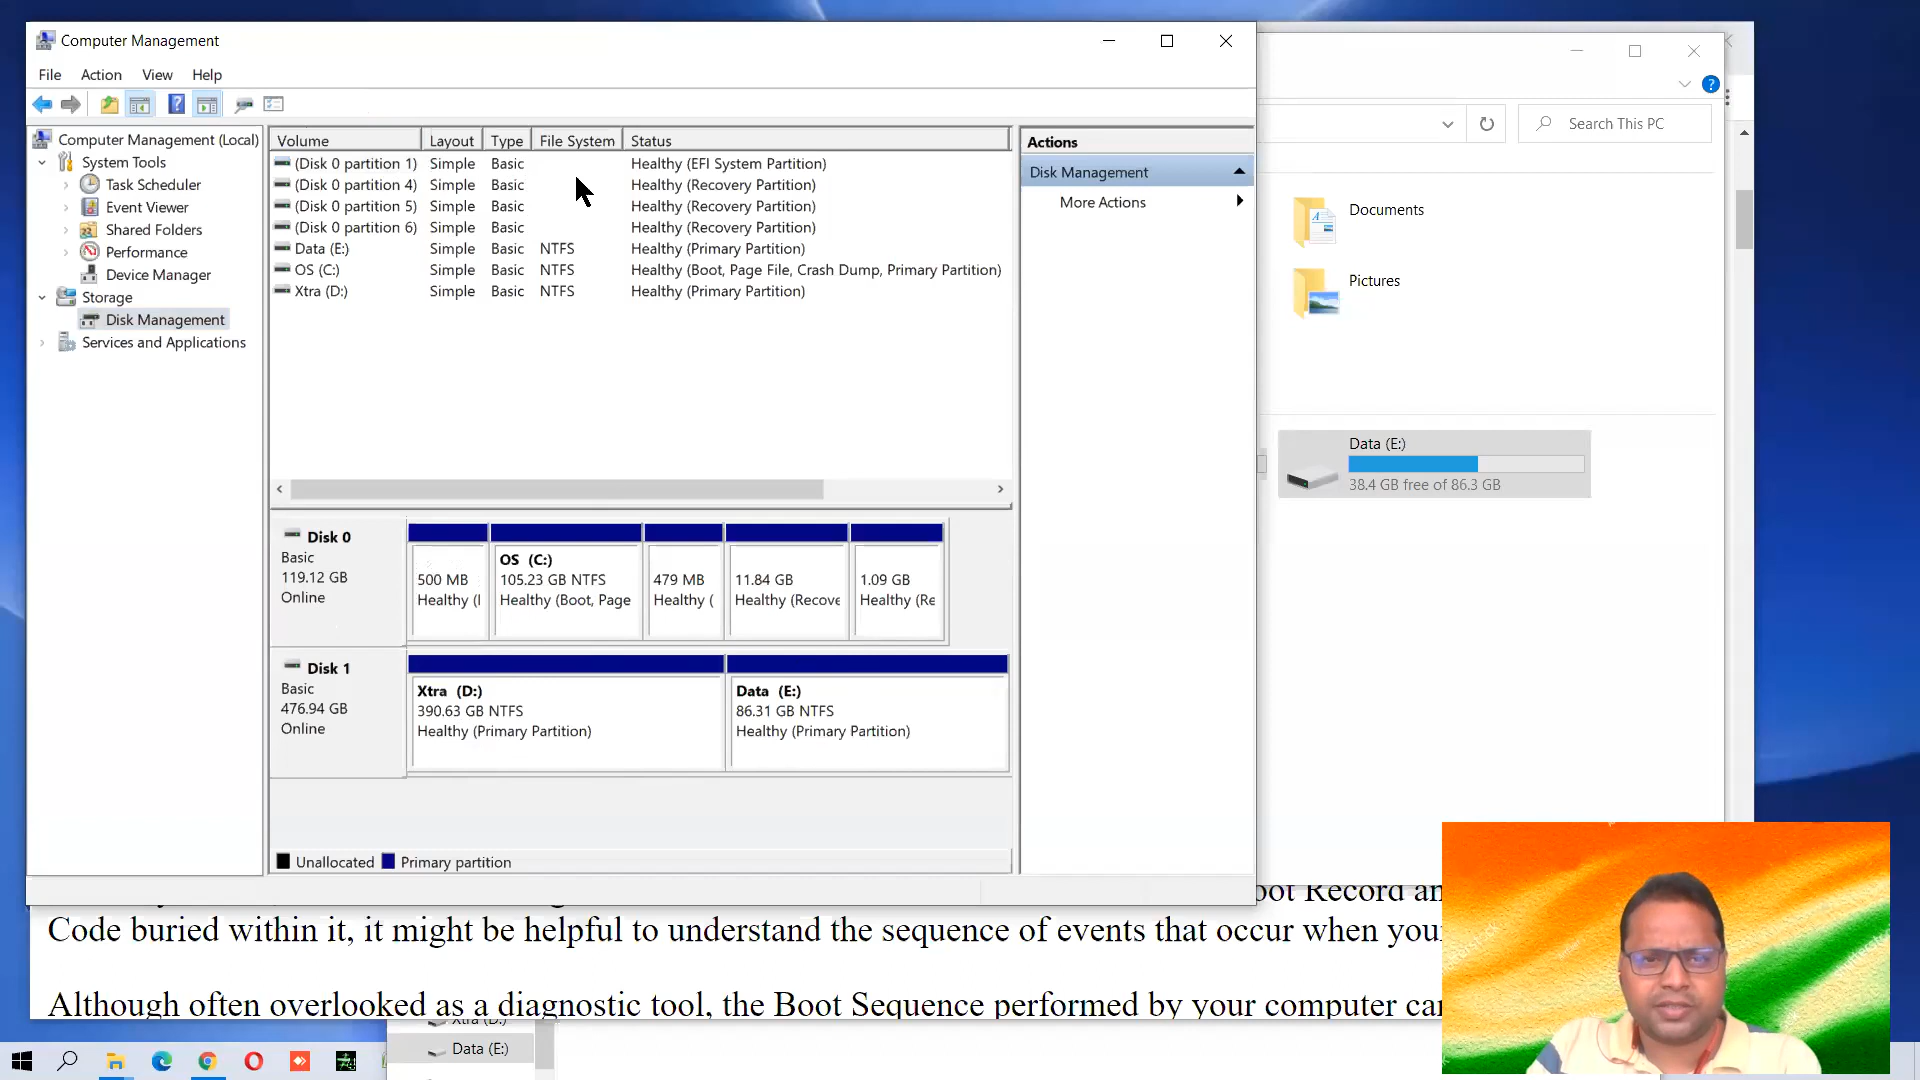 Computer Management
File Action View Help
Computer Management (Local)
System Tools
Task Scheduler
Event Viewer
Shared Folders
Performance
Device Manager
Storage
Disk Management
Services and Applications
Volume Layout Type File System Status
(Disk 0 partition 1) Simple Basic Healthy (EFI System Partition)
(Disk 0 partition 4) Simple Basic Healthy (Recovery Partition)
(Disk 0 partition 5) Simple Basic Healthy (Recovery Partition)
(Disk 0 partition 6) Simple Basic Healthy (Recovery Partition)
Data (E:) Simple Basic NTFS Healthy (Primary Partition)
OS (C:) Simple Basic NTFS Healthy (Boot, Page File, Crash Dump, Primary Partition)
Xtra (D:) Simple Basic NTFS Healthy (Primary Partition)
Disk 0
Basic
119.12 GB
Online
500 MB
Healthy (
OS (C:)
105.23 GB NTFS
Healthy (Boot, Page
479 MB
Healthy (
11.84 GB
Healthy (Recove
1.09 GB
Healthy (Re
Disk 1
Basic
476.94 GB
Online
Xtra (D:)
390.63 GB NTFS
Healthy (Primary Partition)
Data (E:)
86.31 GB NTFS
Healthy (Primary Partition)
Unallocated Primary partition
Actions
Disk Management
More Actions
Search This PC
Documents
Pictures
Data (E:)
38.4 GB free of 86.3 GB
oot Record an
Code buried within it, it might be helpful to understand the sequence of events that occur when you
Although often overlooked as a diagnostic tool, the Boot Sequence performed by your computer ca
Xtra (D:)
Data (E:)